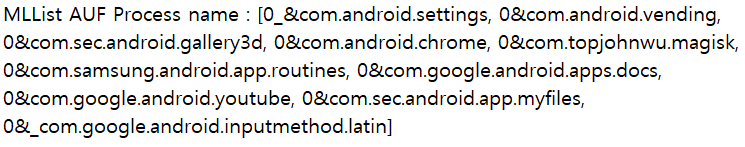 MLList AUF Process name : [0_&com.android.settings, 0&com.android.vending,
0&com.sec.android.gallery3d, 0&com.android.chrome, 0&com.topjohnwu.magisk,
0&com.samsung.android.app.routines, 0&com.google.android.apps.docs,
0&com.google.android.youtube, 0&com.sec.android.app.myfiles,
0&_com.google.android.inputmethod.latin]